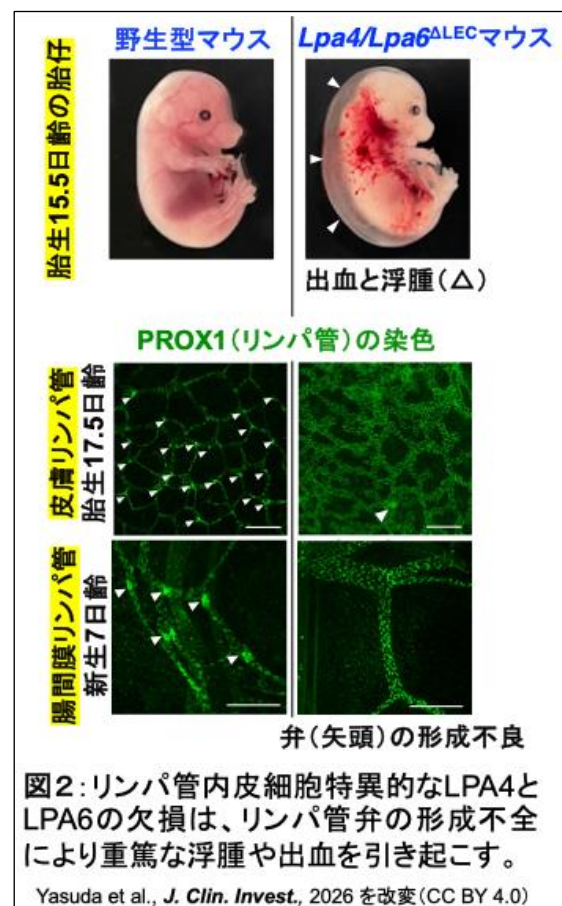 野生型マウス
Lpa4/Lpa6ΔLECマウス
胎生15.5日齢の胎仔
出血と浮腫(△)
PROX1(リンパ管)の染色
皮膚リンパ管
胎生17.5日齢
腸間膜リンパ管
新生7日齢
弁(矢頭)の形成不良
図2:リンパ管内皮細胞特異的なLPA4と
LPA6の欠損は、リンパ管弁の形成不全
により重篤な浮腫や出血を引き起こす。
Yasuda et al., J. Clin. Invest., 2026 を改変(CC BY 4.0)